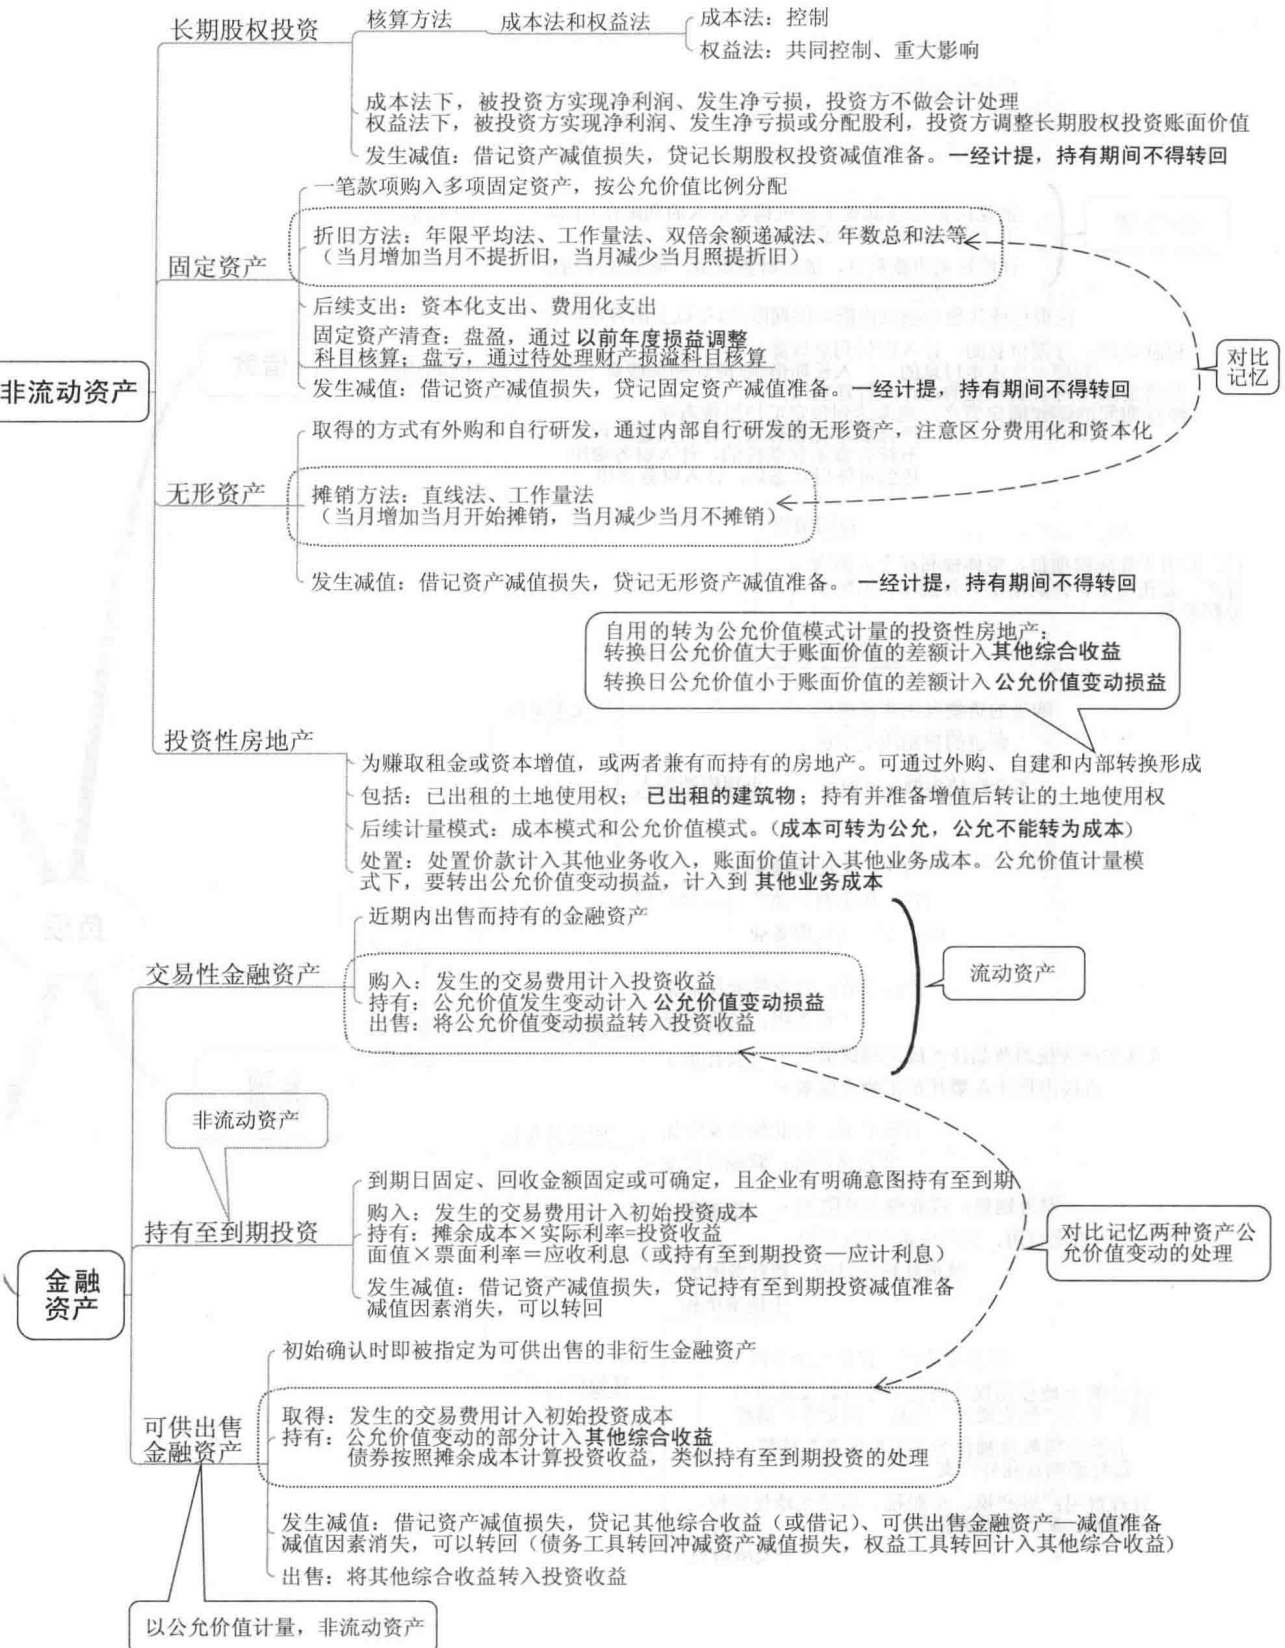 长期股权投资
核算方法
成本法和权益法
成本法：控制
权益法：共同控制、重大影响
成本法下，被投资方实现净利润、发生净亏损，投资方不做会计处理
权益法下，被投资方实现净利润、发生净亏损或分配股利，投资方调整长期股权投资账面价值
发生减值：借记资产减值损失，贷记长期股权投资减值准备。一经计提，持有期间不得转回
固定资产
一笔款项购入多项固定资产，按公允价值比例分配
折旧方法：年限平均法、工作量法、双倍余额递减法、年数总和法等
（当月增加当月不提折旧，当月减少当月照提折旧）
后续支出：资本化支出、费用化支出
固定资产清查：盘盈，通过以前年度损益调整
科目核算：盘亏，通过待处理财产损溢科目核算
发生减值：借记资产减值损失，贷记固定资产减值准备。一经计提，持有期间不得转回
对比
记忆
非流动资产
无形资产
取得的方式有外购和自行研发，通过内部自行研发的无形资产，注意区分费用化和资本化
摊销方法：直线法、工作量法
（当月增加当月开始摊销，当月减少当月不摊销）
发生减值：借记资产减值损失，贷记无形资产减值准备。一经计提，持有期间不得转回
自用的转为公允价值模式计量的投资性房地产：
转换日公允价值大于账面价值的差额计入其他综合收益
转换日公允价值小于账面价值的差额计入公允价值变动损益
投资性房地产
为赚取租金或资本增值，或两者兼有而持有的房地产。可通过外购、自建和内部转换形成
包括：已出租的土地使用权；已出租的建筑物；持有并准备增值后转让的土地使用权
后续计量模式：成本模式和公允价值模式。（成本可转为公允，公允不能转为成本）
处置：处置价款计入其他业务收入，账面价值计入其他业务成本。公允价值计量模
式下，要转出公允价值变动损益，计入到其他业务成本
交易性金融资产
近期内出售而持有的金融资产
购入：发生的交易费用计入投资收益
持有：公允价值发生变动计入公允价值变动损益
出售：将公允价值变动损益转入投资收益
流动资产
非流动资产
持有至到期投资
到期日固定、回收金额固定或可确定，且企业有明确意图持有至到期
购入：发生的交易费用计入初始投资成本
持有：摊余成本×实际利率=投资收益
面值×票面利率＝应收利息（或持有至到期投资—应计利息）
发生减值：借记资产减值损失，贷记持有至到期投资减值准备
减值因素消失，可以转回
对比记忆两种资产公
允价值变动的处理
金融
资产
可供出售
金融资产
初始确认时即被指定为可供出售的非衍生金融资产
取得：发生的交易费用计入初始投资成本
持有：公允价值变动的部分计入其他综合收益
债券按照摊余成本计算投资收益，类似持有至到期投资的处理
发生减值：借记资产减值损失，贷记其他综合收益（或借记）、可供出售金融资产—减值准备
减值因素消失，可以转回（债务工具转回冲减资产减值损失，权益工具转回计入其他综合收益）
出售：将其他综合收益转入投资收益
以公允价值计量，非流动资产